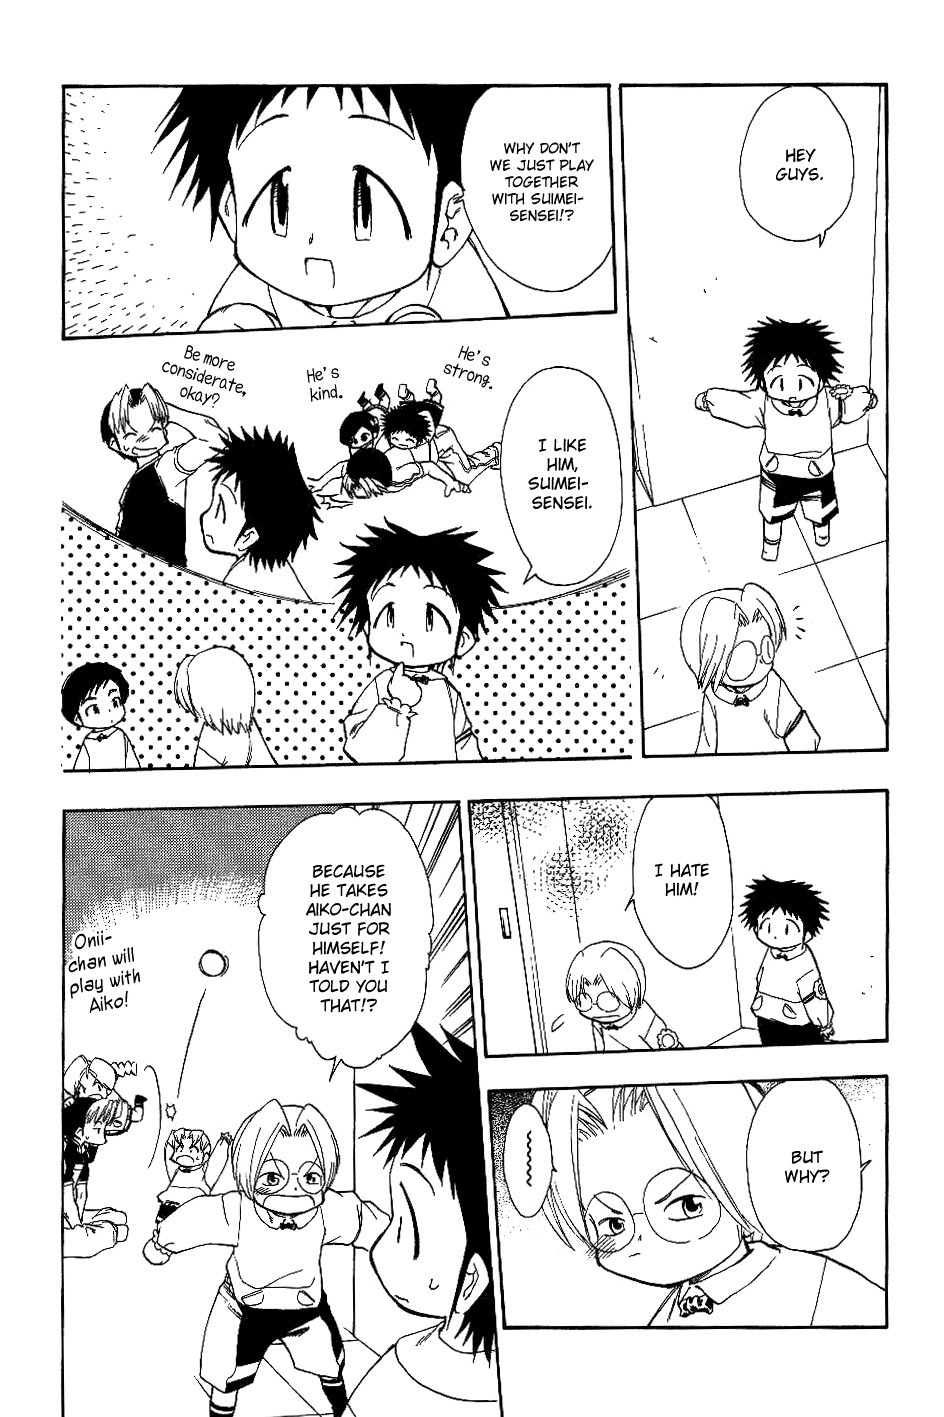 HEY
GUYS.
WHY DON'T
WE JUST PLAY
TOGETHER
WITH SUIMEI-
SENSEI!?
He's
strong.
He's
kind.
Be more
considerate,
okay?
I LIKE
HIM,
SUIMEI-
SENSEI.
I HATE
HIM!
BUT
WHY?
BECAUSE
HE TAKES
AIKO-CHAN
JUST FOR
HIMSELF!
HAVEN'T I
TOLD YOU
THAT!?
Onii-
chan will
play with
Aiko!